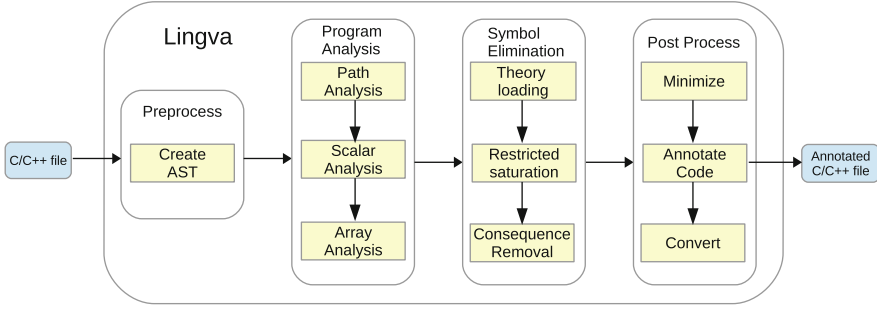 Lingva
C/C++ file
Preprocess
Create
AST
Program
Analysis
Path
Analysis
Scalar
Analysis
Array
Analysis
Symbol
Elimination
Theory
loading
Restricted
saturation
Consequence
Removal
Post Process
Minimize
Annotate
Code
Convert
Annotated
C/C++ file